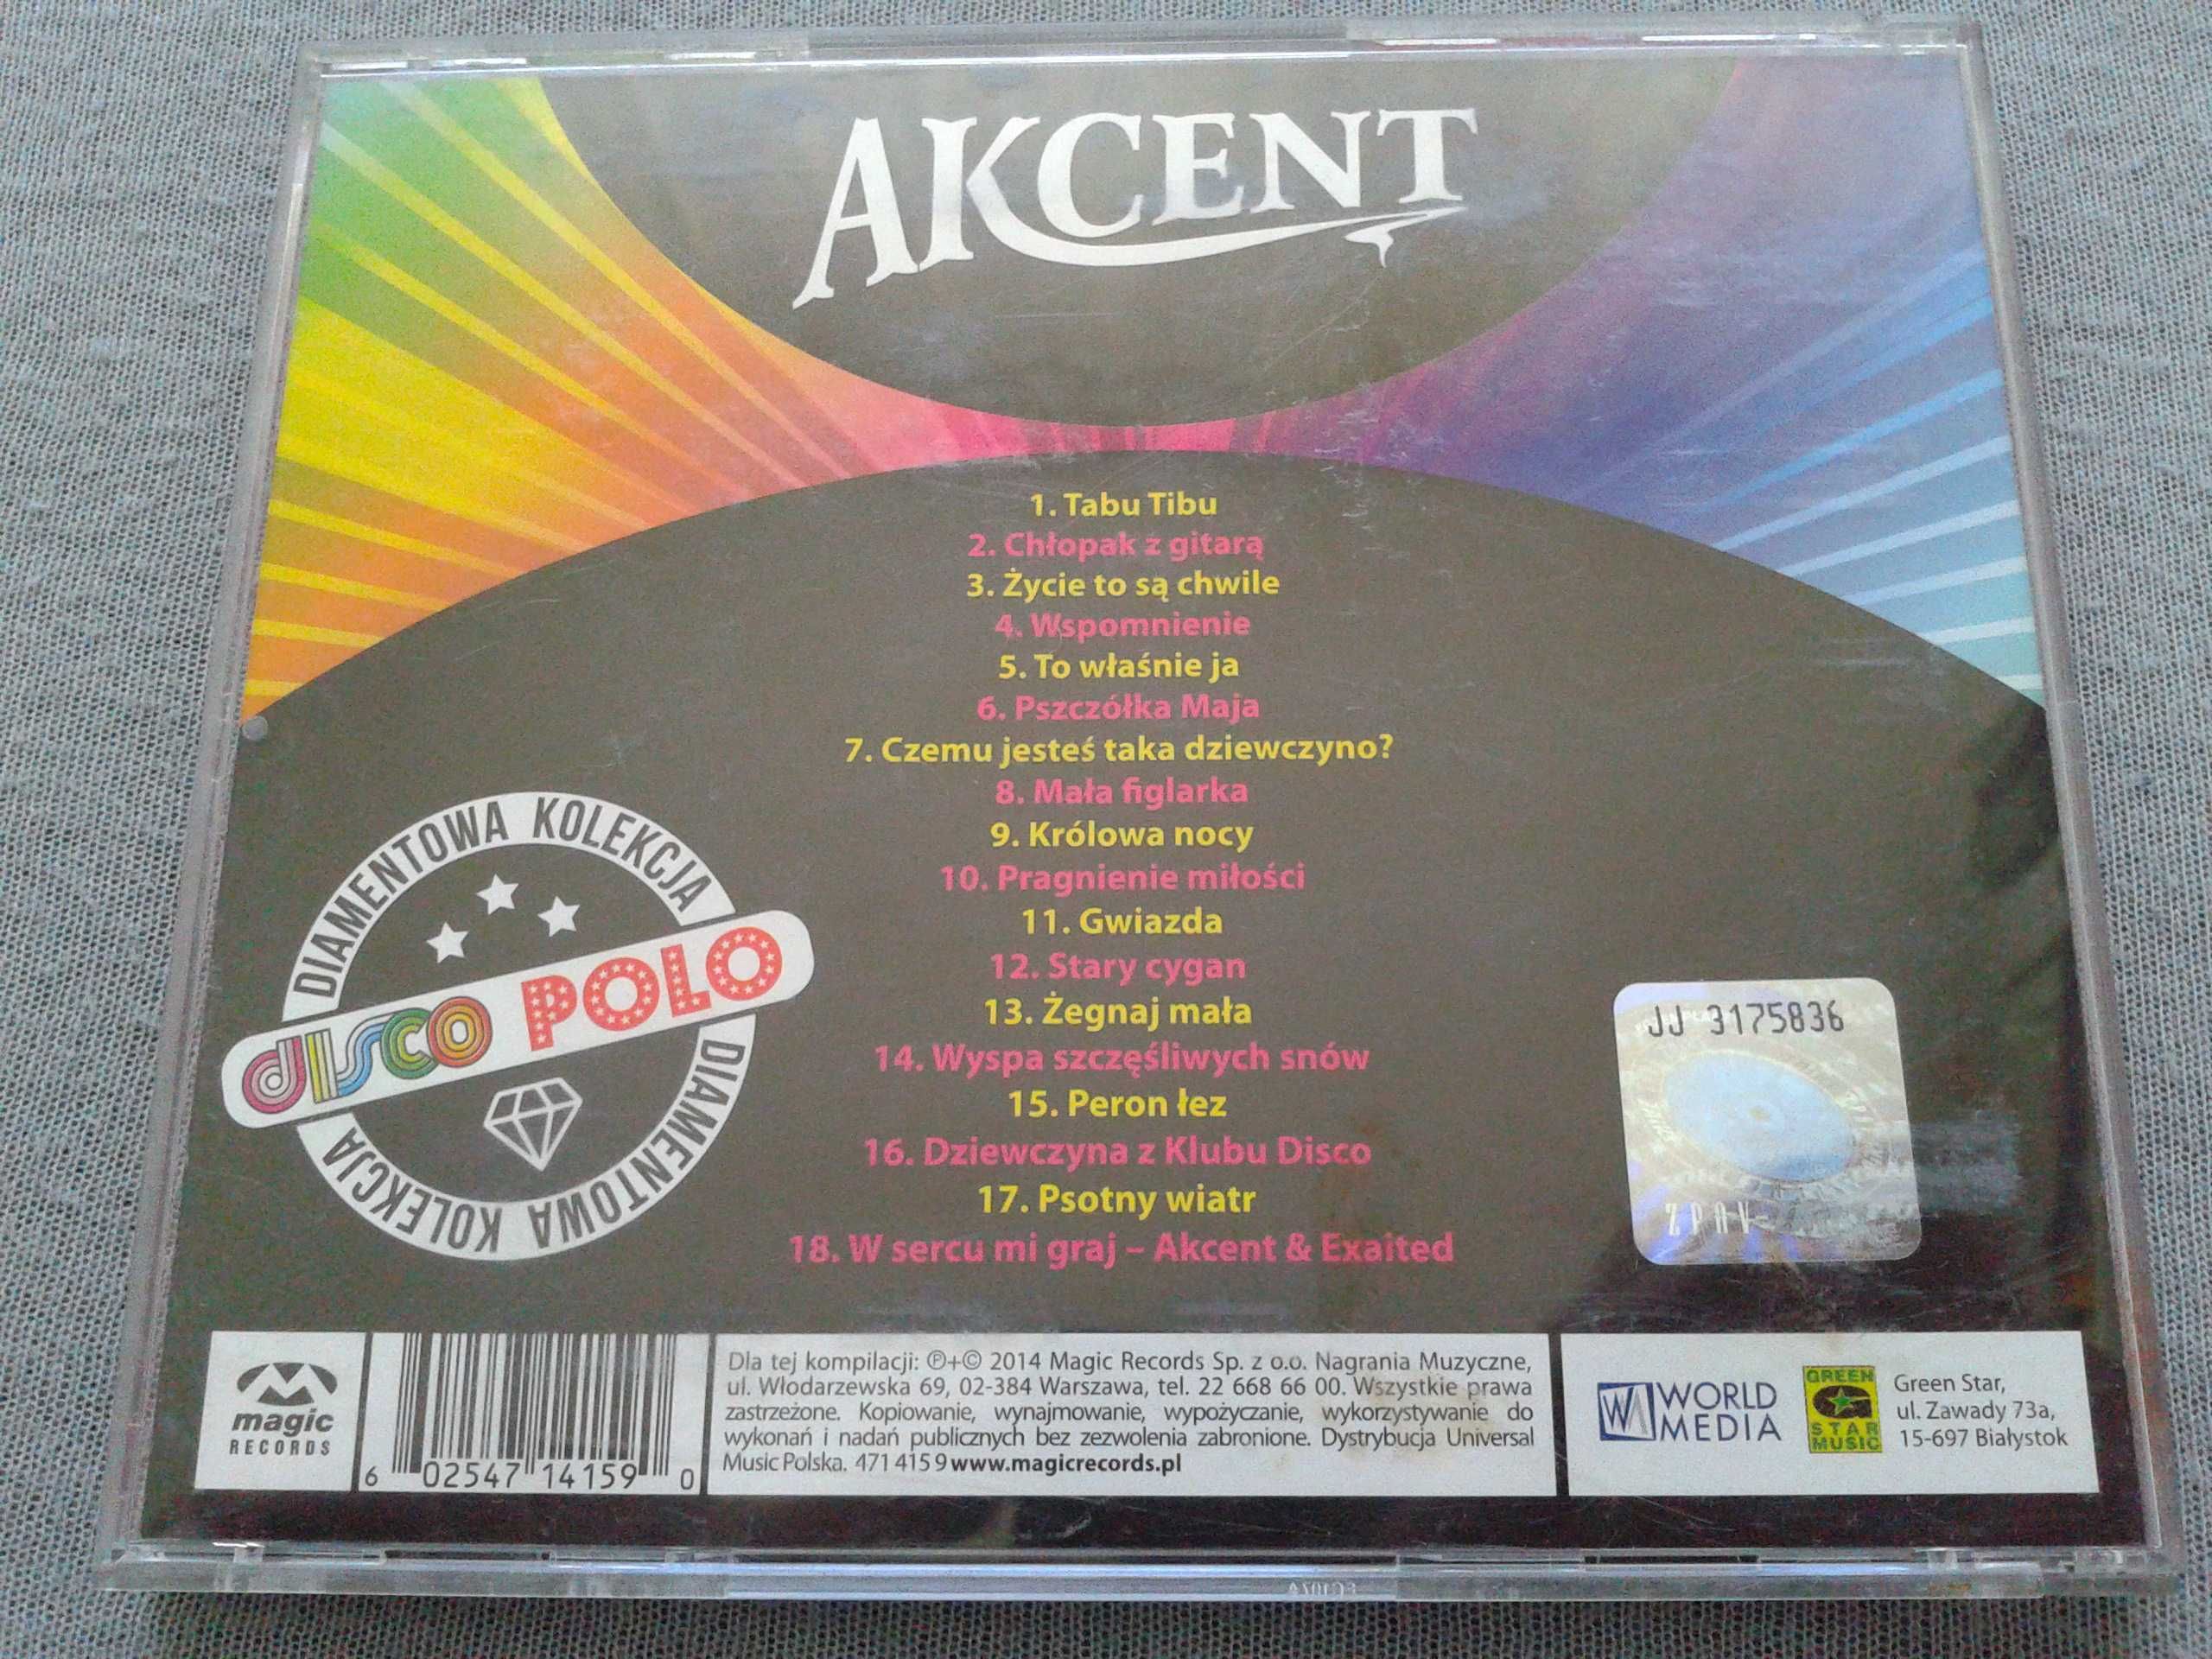 AKCENT
1. Tabu Tibu
2. Chłopak z gitarą
3. Życie to są chwile
4. Wspomnienie
5. To właśnie ja
6. Pszczółka Maja
7. Czemu jesteś taka dziewczyno?
8. Mała figlarka
9. Królowa nocy
10. Pragnienie miłości
11. Gwiazda
12. Stary cygan
13. Żegnaj mała
14. Wyspa szczęśliwych snów
15. Peron łez
16. Dziewczyna z Klubu Disco
17. Psotny wiatr
18. W sercu mi graj – Akcent & Exaited
DIAMENTOWA KOLEKCJA
DISCO POLO
DIAMENTOWA KOLEKCJA
JJ 3175836
ZPAV
magic
RECORDS
6 02547 14159 0
Dla tej kompilacji: ℗+© 2014 Magic Records Sp. z o.o. Nagrania Muzyczne,
ul. Włodarzewska 69, 02-384 Warszawa, tel. 22 668 66 00. Wszystkie prawa
zastrzeżone. Kopiowanie, wynajmowanie, wypożyczanie, wykorzystywanie do
wykonań i nadań publicznych bez zezwolenia zabronione. Dystrybucja Universal
Music Polska. 471 415 9 www.magicrecords.pl
WORLD
MEDIA
GREEN
STAR
MUSIC
Green Star,
ul. Zawady 73a,
15-697 Białystok